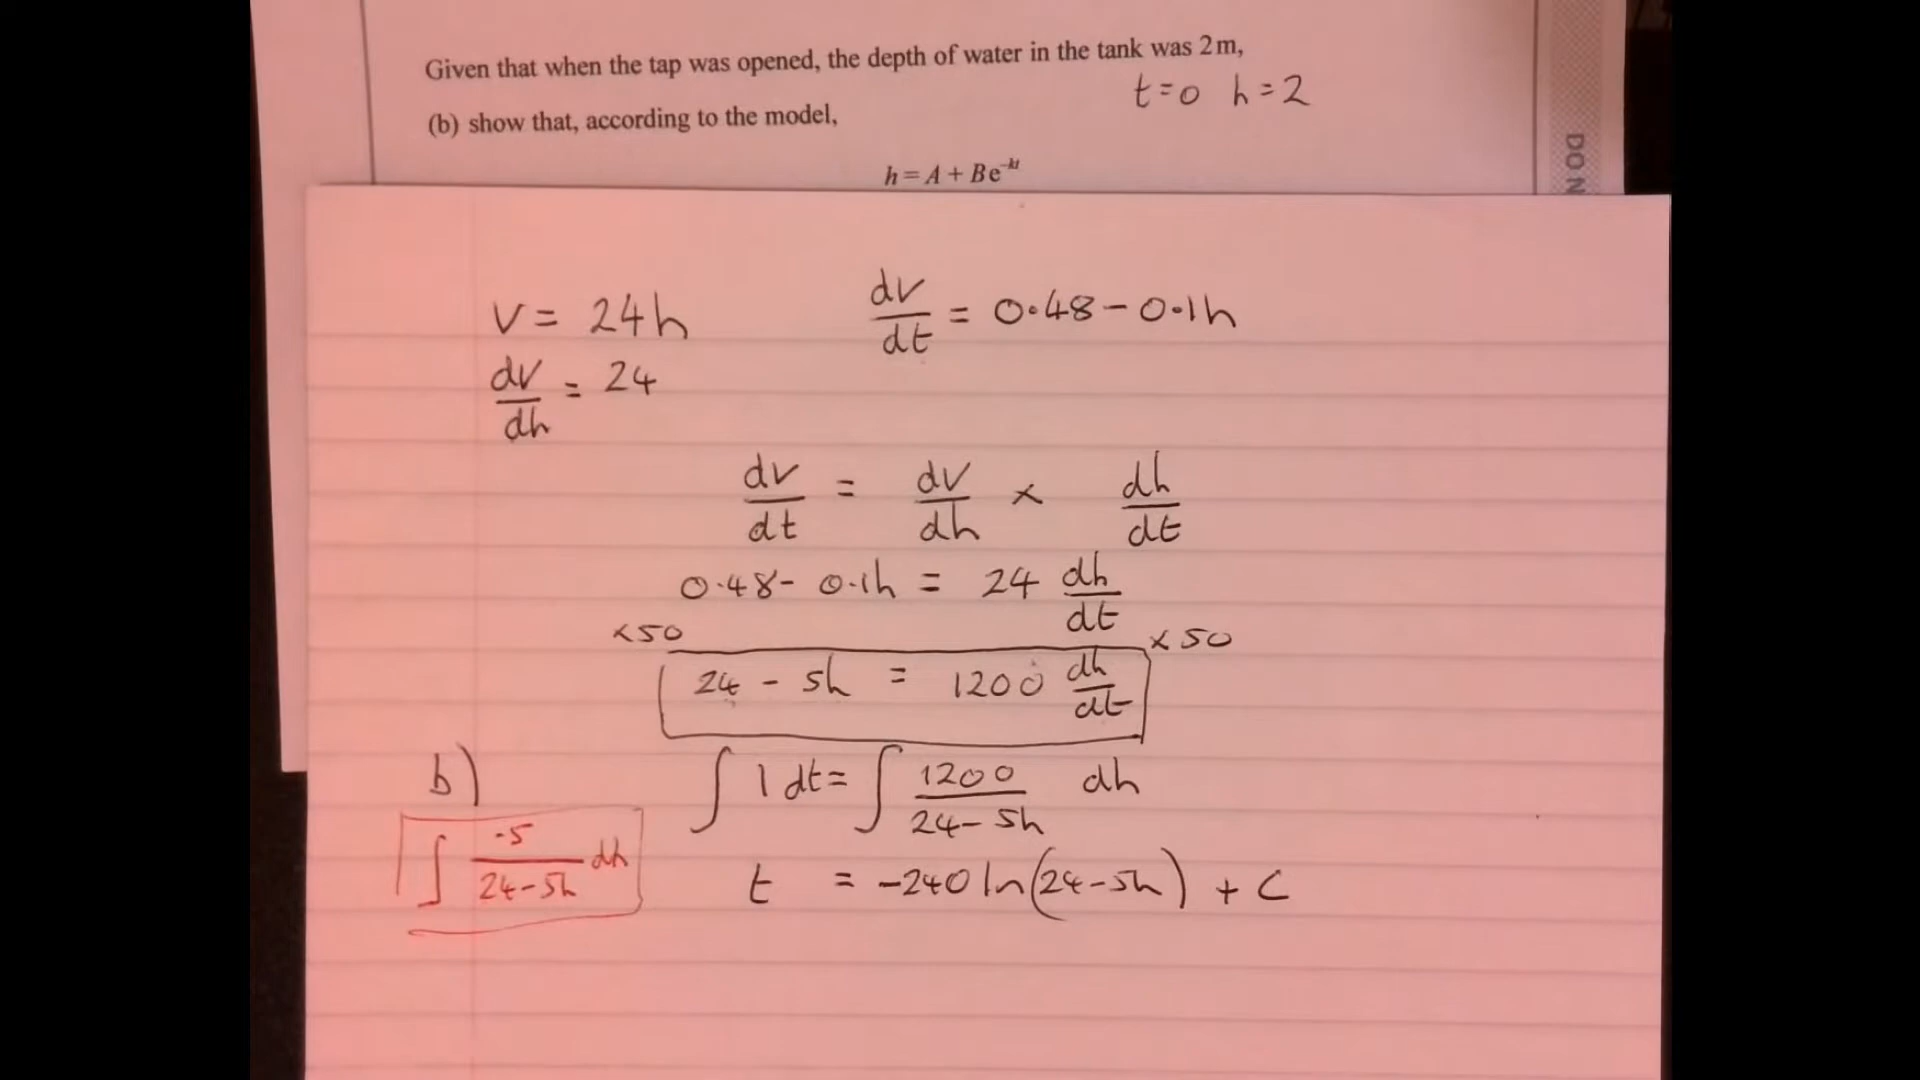 Given that when the tap was opened, the depth of water in the tank was 2 m,
t=0 h=2
(b) show that, according to the model,
h = A + Be^{-kt}
DO N
V = 24h
dv/dt = 0.48 - 0.1h
dv/dh = 24
dv/dt = dv/dh × dh/dt
0.48 - 0.1h = 24 dh/dt
×50 ×50
24 - 5h = 1200 dh/dt
b) ∫ 1 dt = ∫ 1200/(24-5h) dh
∫ -5/(24-5h) dh
t = -240 ln(24-5h) + C